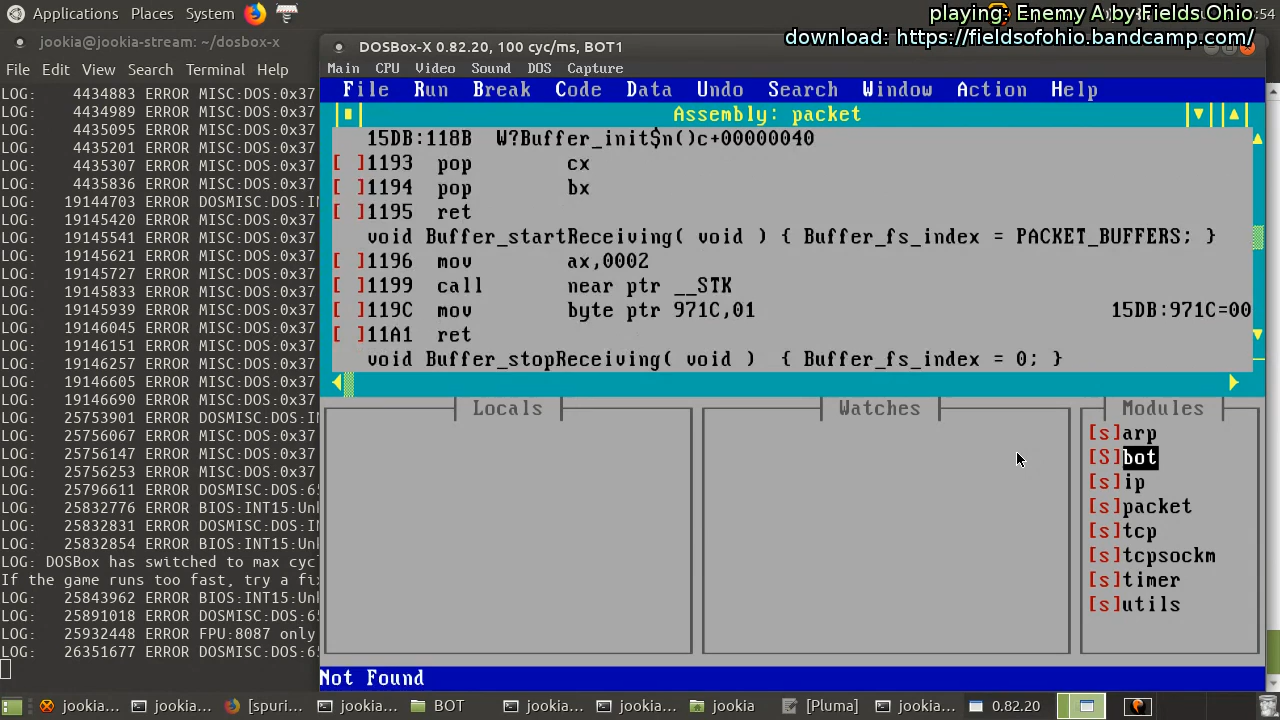 Applications Places System :54
playing: Enemy A by Fields Ohio
download: https://fieldsofohio.bandcamp.com/
jookia@jookia-stream: ~/dosbox-x
File Edit View Search Terminal Help
LOG: 4434883 ERROR MISC:DOS:0x37
LOG: 4434989 ERROR MISC:DOS:0x37
LOG: 4435095 ERROR MISC:DOS:0x37
LOG: 4435201 ERROR MISC:DOS:0x37
LOG: 4435307 ERROR MISC:DOS:0x37
LOG: 4435836 ERROR MISC:DOS:0x37
LOG: 19144703 ERROR DOSMISC:DOS:IN
LOG: 19145420 ERROR MISC:DOS:0x37
LOG: 19145541 ERROR MISC:DOS:0x37
LOG: 19145621 ERROR MISC:DOS:0x37
LOG: 19145727 ERROR MISC:DOS:0x37
LOG: 19145833 ERROR MISC:DOS:0x37
LOG: 19145939 ERROR MISC:DOS:0x37
LOG: 19146045 ERROR MISC:DOS:0x37
LOG: 19146151 ERROR MISC:DOS:0x37
LOG: 19146257 ERROR MISC:DOS:0x37
LOG: 19146605 ERROR MISC:DOS:0x37
LOG: 19146690 ERROR MISC:DOS:0x37
LOG: 25753901 ERROR DOSMISC:DOS:IN
LOG: 25756067 ERROR MISC:DOS:0x37
LOG: 25756147 ERROR MISC:DOS:0x37
LOG: 25756253 ERROR MISC:DOS:0x37
LOG: 25796611 ERROR DOSMISC:DOS:65
LOG: 25832776 ERROR BIOS:INT15:Unk
LOG: 25832831 ERROR DOSMISC:DOS:IN
LOG: 25832854 ERROR BIOS:INT15:Unk
LOG: DOSBox has switched to max cyc
If the game runs too fast, try a fix
LOG: 25843962 ERROR BIOS:INT15:Unk
LOG: 25891018 ERROR DOSMISC:DOS:65
LOG: 25932448 ERROR FPU:8087 only
LOG: 26351677 ERROR DOSMISC:DOS:65
DOSBox-X 0.82.20, 100 cyc/ms, BOT1
Main CPU Video Sound DOS Capture
File Run Break Code Data Undo Search Window Action Help
Assembly: packet
15DB:118B W?Buffer_init$n()c+00000040
[ ]1193 pop cx
[ ]1194 pop bx
[ ]1195 ret
void Buffer_startReceiving( void ) { Buffer_fs_index = PACKET_BUFFERS; }
[ ]1196 mov ax,0002
[ ]1199 call near ptr __STK
[ ]119C mov byte ptr 971C,01 15DB:971C=00
[ ]11A1 ret
void Buffer_stopReceiving( void ) { Buffer_fs_index = 0; }
Locals
Watches
Modules
[s]arp
[S]bot
[s]ip
[s]packet
[s]tcp
[s]tcpsockm
[s]timer
[s]utils
Not Found
jookia... jookia... [spuri... jookia... BOT jookia... jookia... jookia [Pluma] jookia... 0.82.20